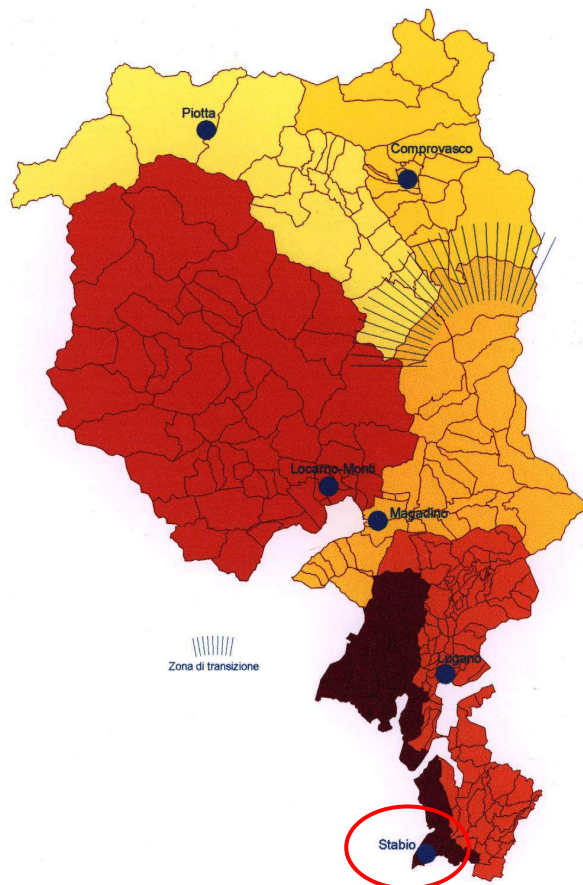 Piotta
Comprovasco
Locarno-Monti
Magadino
Zona di transizione
Lugano
Stabio